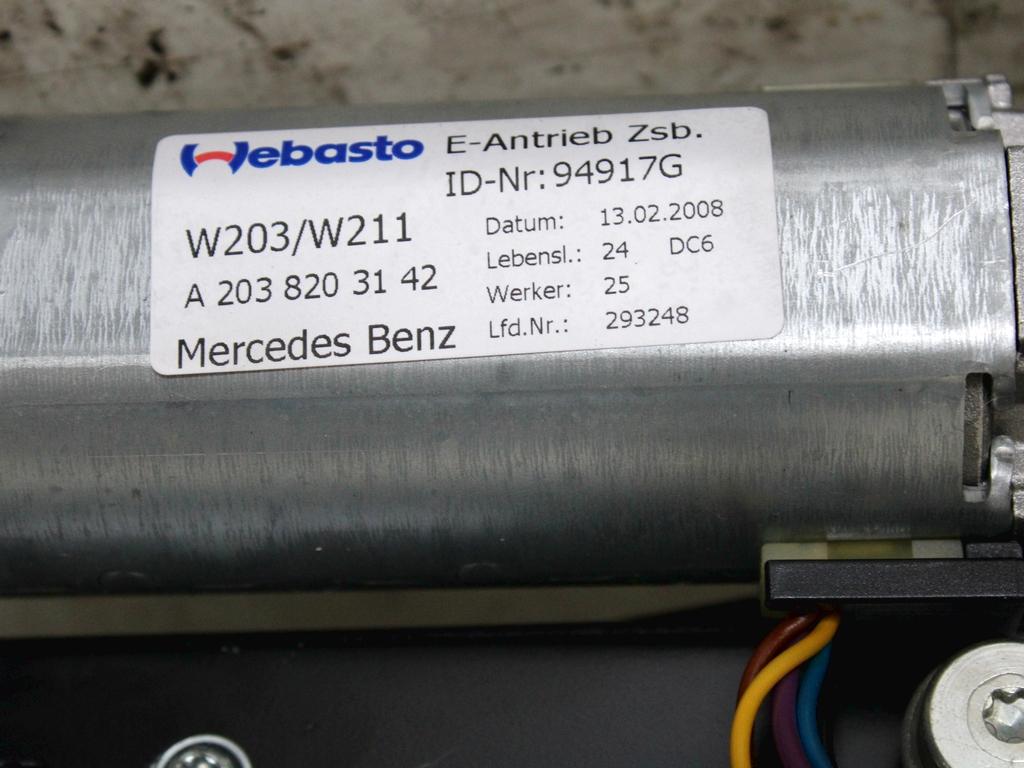 Webasto E-Antrieb Zsb.
ID-Nr: 94917G
W203/W211
A 203 820 31 42
Mercedes Benz
Datum: 13.02.2008
Lebensl.: 24 DC6
Werker: 25
Lfd.Nr.: 293248